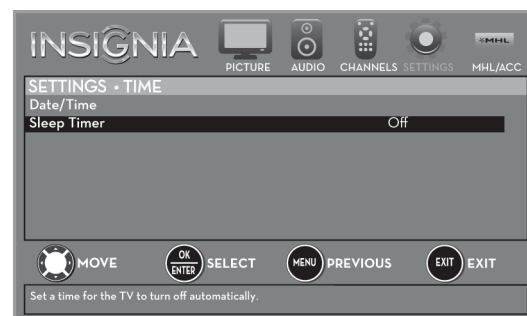 INSIGNIA
PICTURE AUDIO CHANNELS SETTINGS MHL/ACC
MHL
SETTINGS • TIME
Date/Time
Sleep Timer Off
MOVE OK ENTER SELECT MENU PREVIOUS EXIT EXIT
Set a time for the TV to turn off automatically.